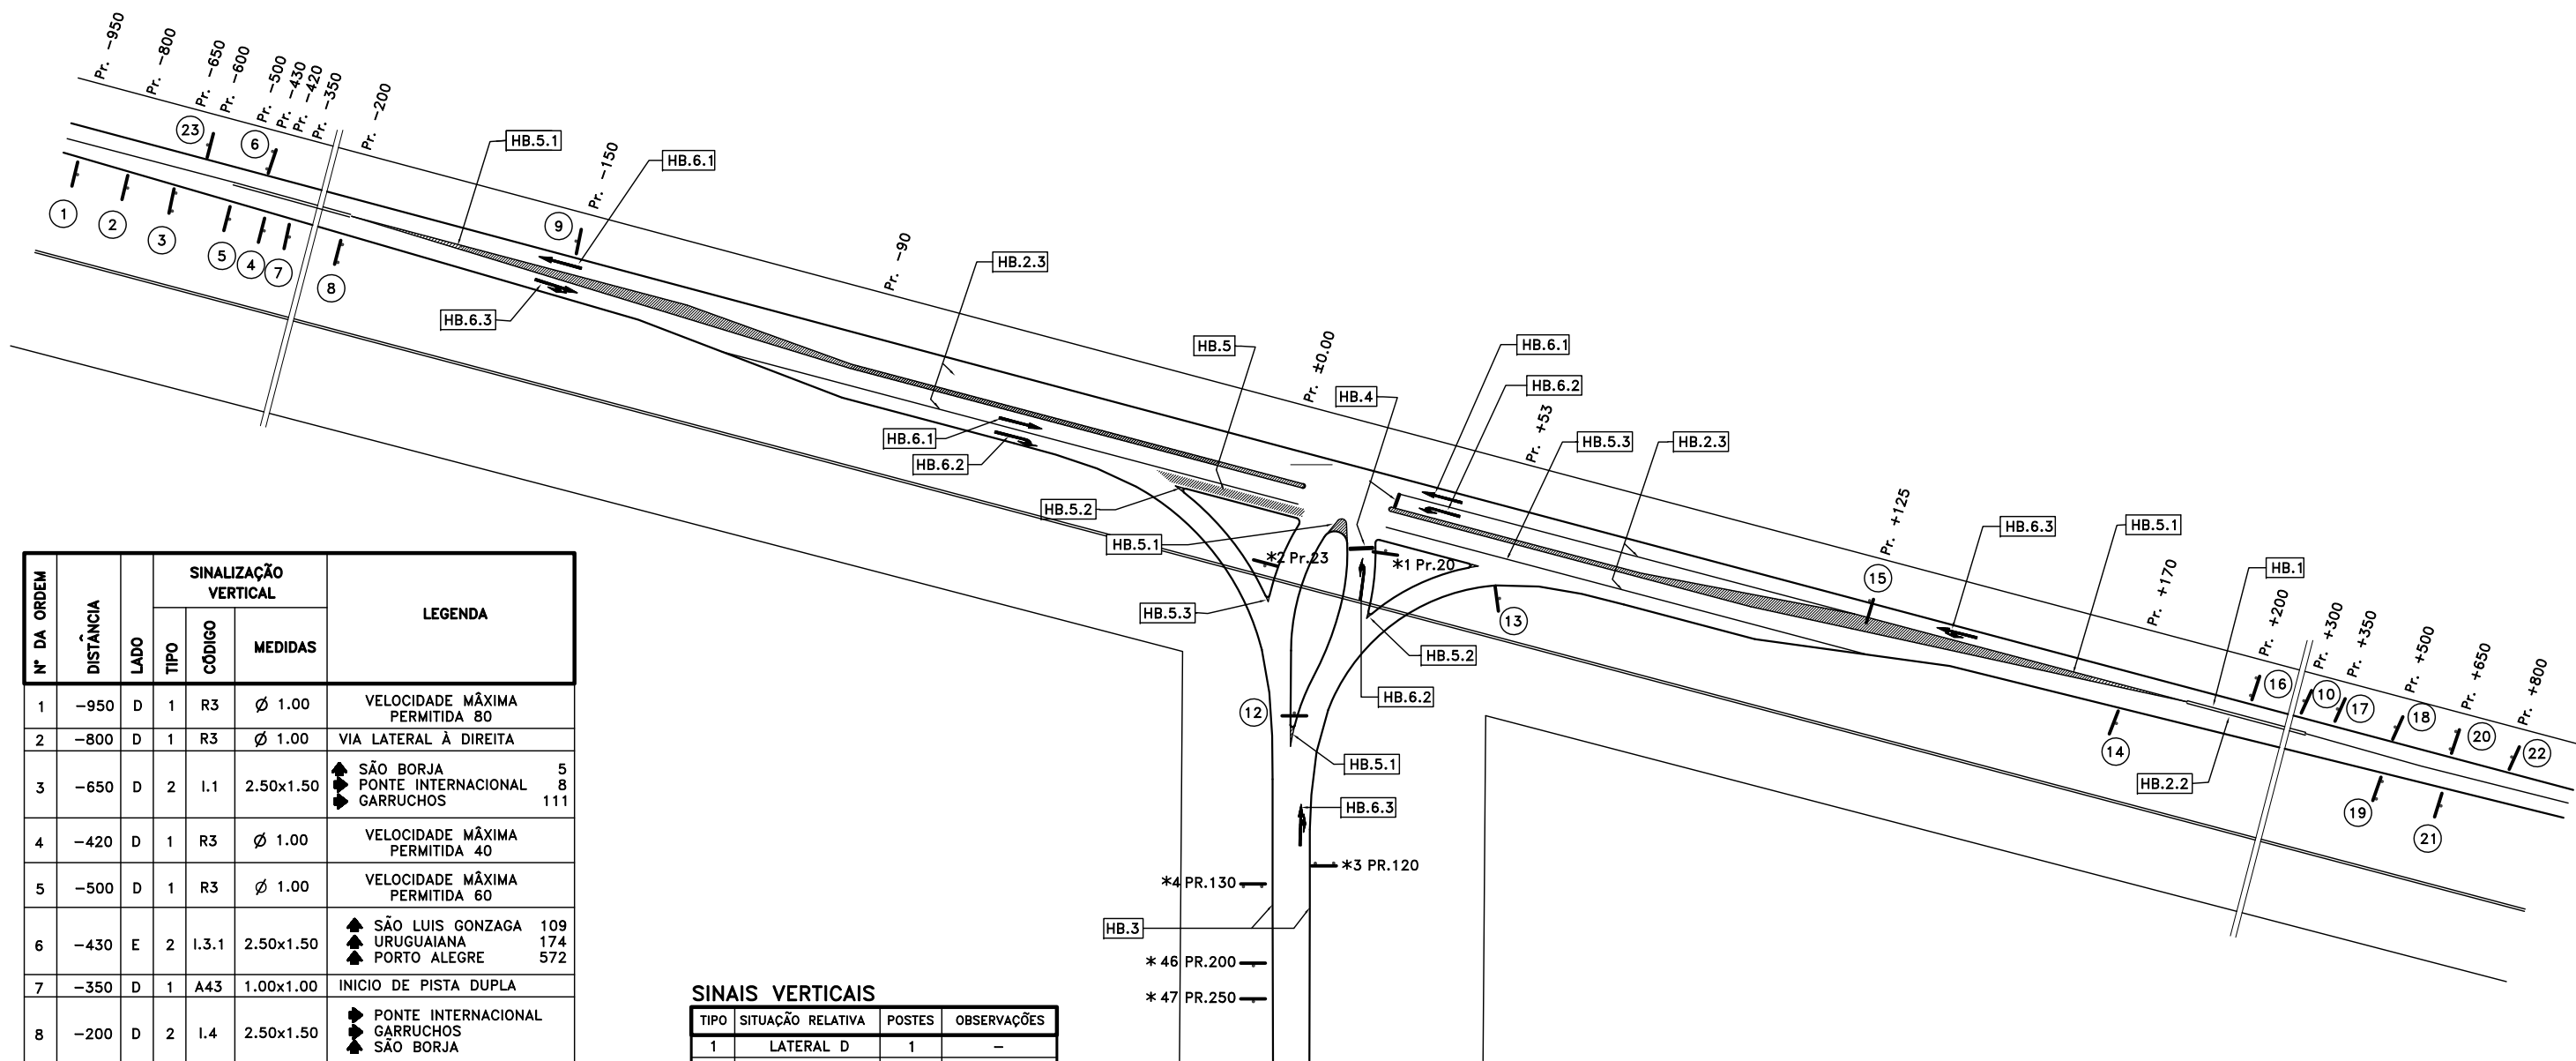 Pr. −950
Pr. −800
Pr. −650
Pr. −600
Pr. −500
Pr. −430
Pr. −420
Pr. −350
Pr. −200
Pr. −150
Pr. −90
Pr. ±0.00
Pr. +53
Pr. +125
Pr. +170
Pr. +200
Pr. +300
Pr. +350
Pr. +500
Pr. +650
Pr. +800
23
6
HB.5.1
HB.6.1
9
1
2
3
5
4
7
8
HB.6.3
HB.2.3
HB.5
HB.4
HB.6.1
HB.6.2
HB.5.3
HB.2.3
HB.6.1
HB.6.2
HB.5.2
HB.5.1
*2 Pr.23
*1 Pr.20
HB.5.3
15
HB.6.3
HB.5.1
HB.1
13
HB.5.2
HB.6.2
12
HB.5.1
HB.6.3
16
10
17
18
20
22
14
HB.2.2
19
21
*3 PR.120
*4 PR.130
HB.3
* 46 PR.200
* 47 PR.250
Nº DA ORDEM
DISTÂNCIA
LADO
SINALIZAÇÃO
VERTICAL
TIPO
CÓDIGO
MEDIDAS
LEGENDA
1 −950 D 1 R3 Ø 1.00 VELOCIDADE MÂXIMA
PERMITIDA 80
2 −800 D 1 R3 Ø 1.00 VIA LATERAL À DIREITA
3 −650 D 2 I.1 2.50x1.50 SÃO BORJA 5
PONTE INTERNACIONAL 8
GARRUCHOS 111
4 −420 D 1 R3 Ø 1.00 VELOCIDADE MÂXIMA
PERMITIDA 40
5 −500 D 1 R3 Ø 1.00 VELOCIDADE MÂXIMA
PERMITIDA 60
6 −430 E 2 I.3.1 2.50x1.50 SÃO LUIS GONZAGA 109
URUGUAIANA 174
PORTO ALEGRE 572
7 −350 D 1 A43 1.00x1.00 INICIO DE PISTA DUPLA
8 −200 D 2 I.4 2.50x1.50 PONTE INTERNACIONAL
GARRUCHOS
SÃO BORJA
SINAIS VERTICAIS
TIPO SITUAÇÃO RELATIVA POSTES OBSERVAÇÕES
1 LATERAL D 1 −